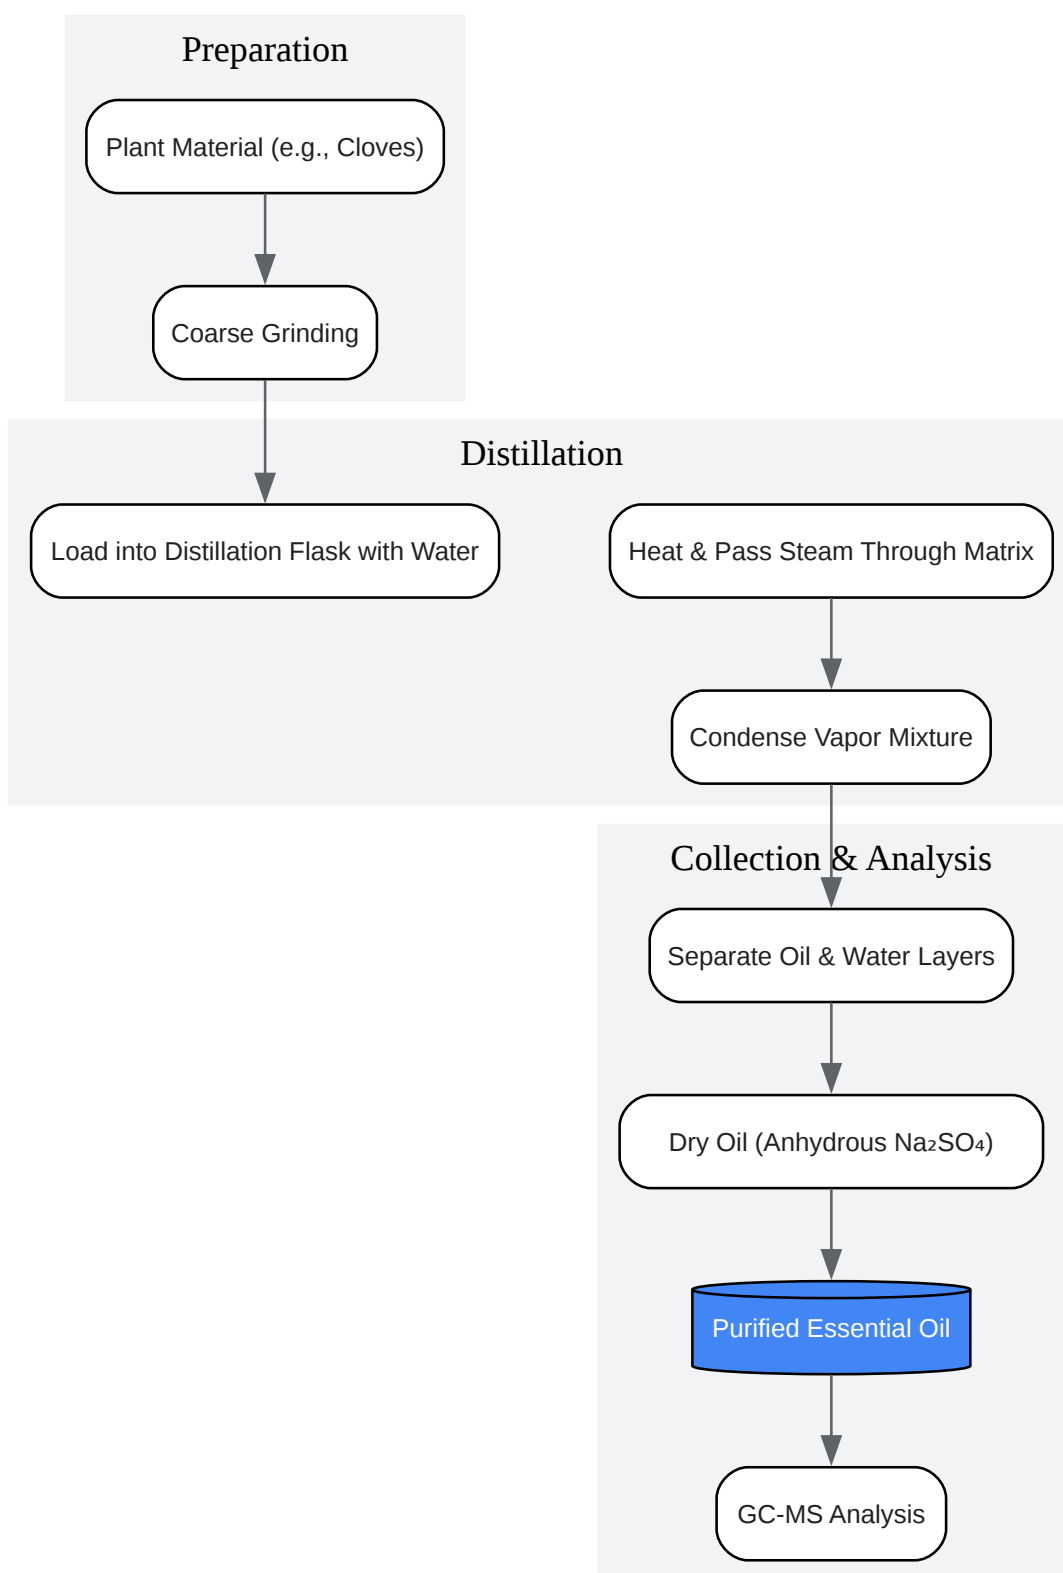 Preparation
Plant Material (e.g., Cloves)
Coarse Grinding
Distillation
Load into Distillation Flask with Water
Heat & Pass Steam Through Matrix
Condense Vapor Mixture
Collection & Analysis
Separate Oil & Water Layers
Dry Oil (Anhydrous Na₂SO₄)
Purified Essential Oil
GC-MS Analysis